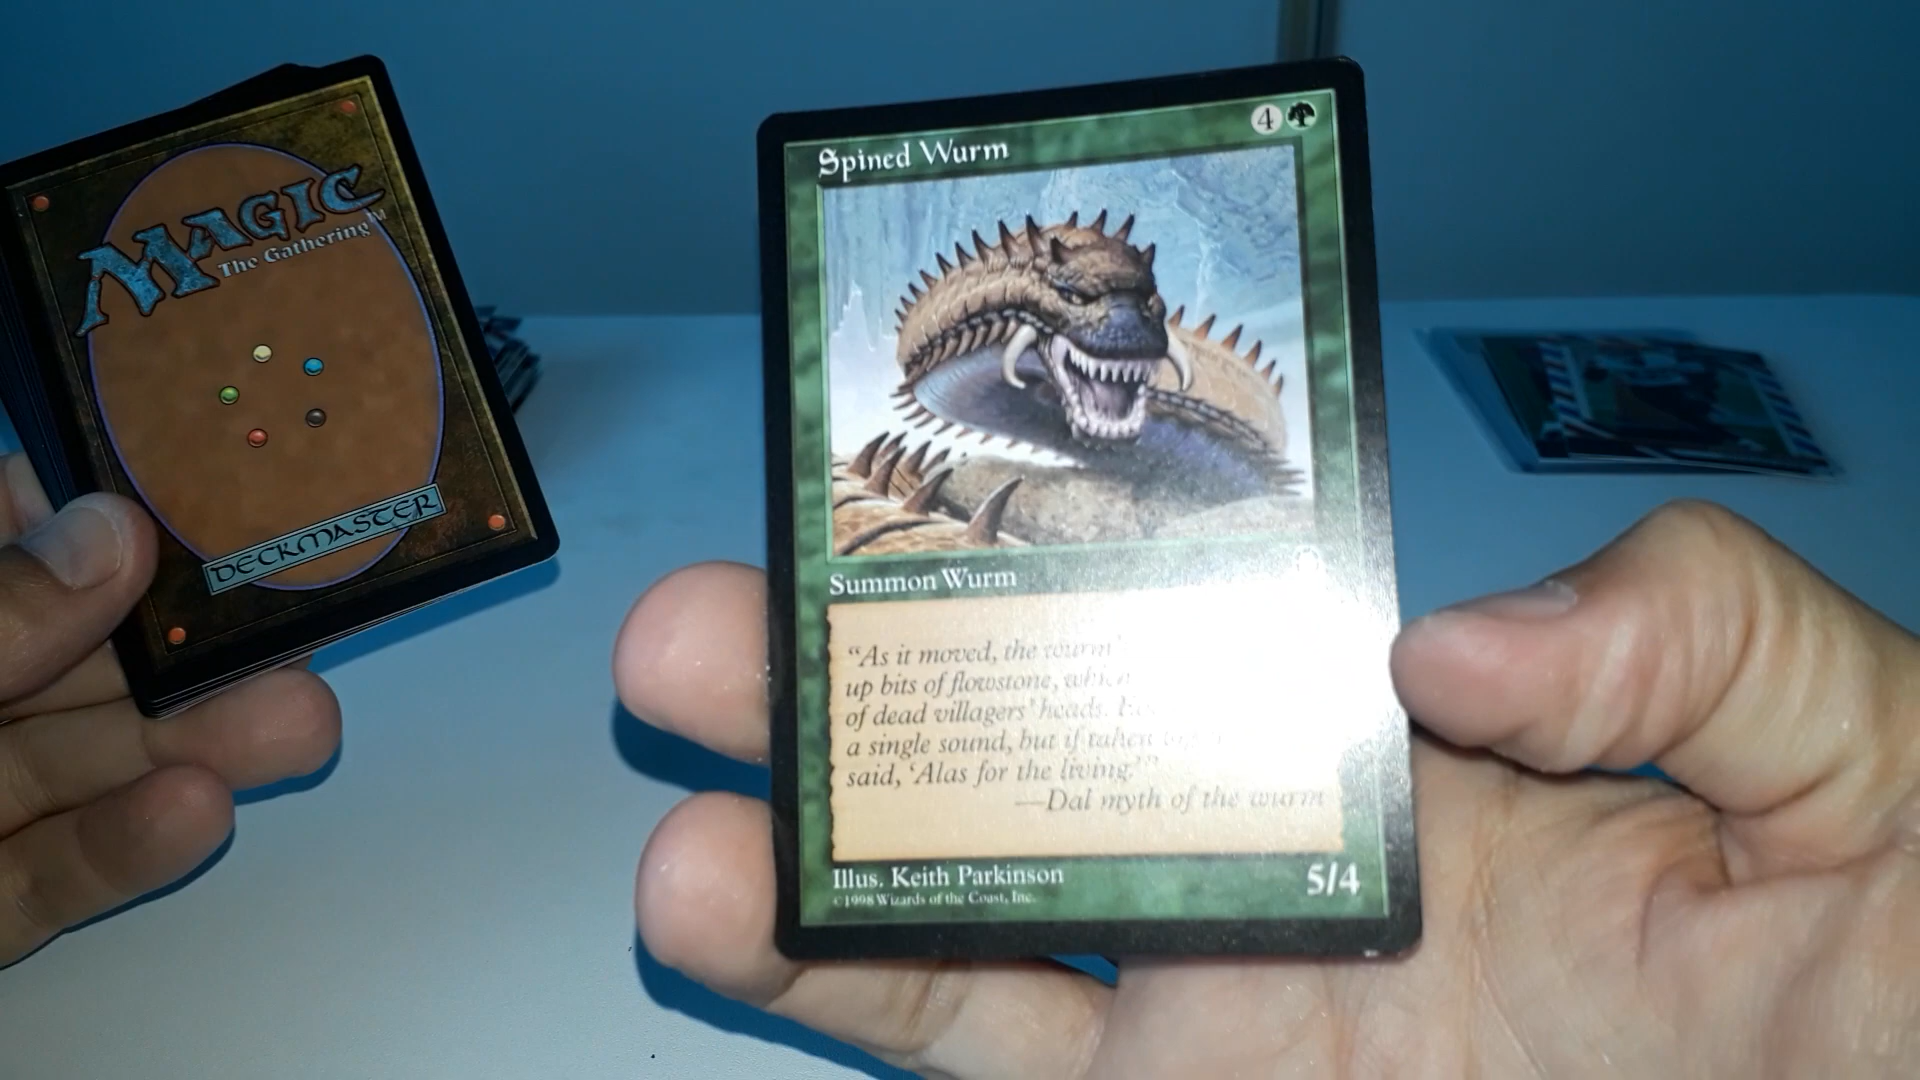 MAGIC
The Gathering™
DECKMASTER
4
Spined Wurm
Summon Wurm
“As it moved, the wurm
up bits of flowstone, which
of dead villagers’ heads.
a single sound, but if taken
said, ‘Alas for the living.’”
—Dal myth of the wurm
Illus. Keith Parkinson
5/4
©1998 Wizards of the Coast, Inc.